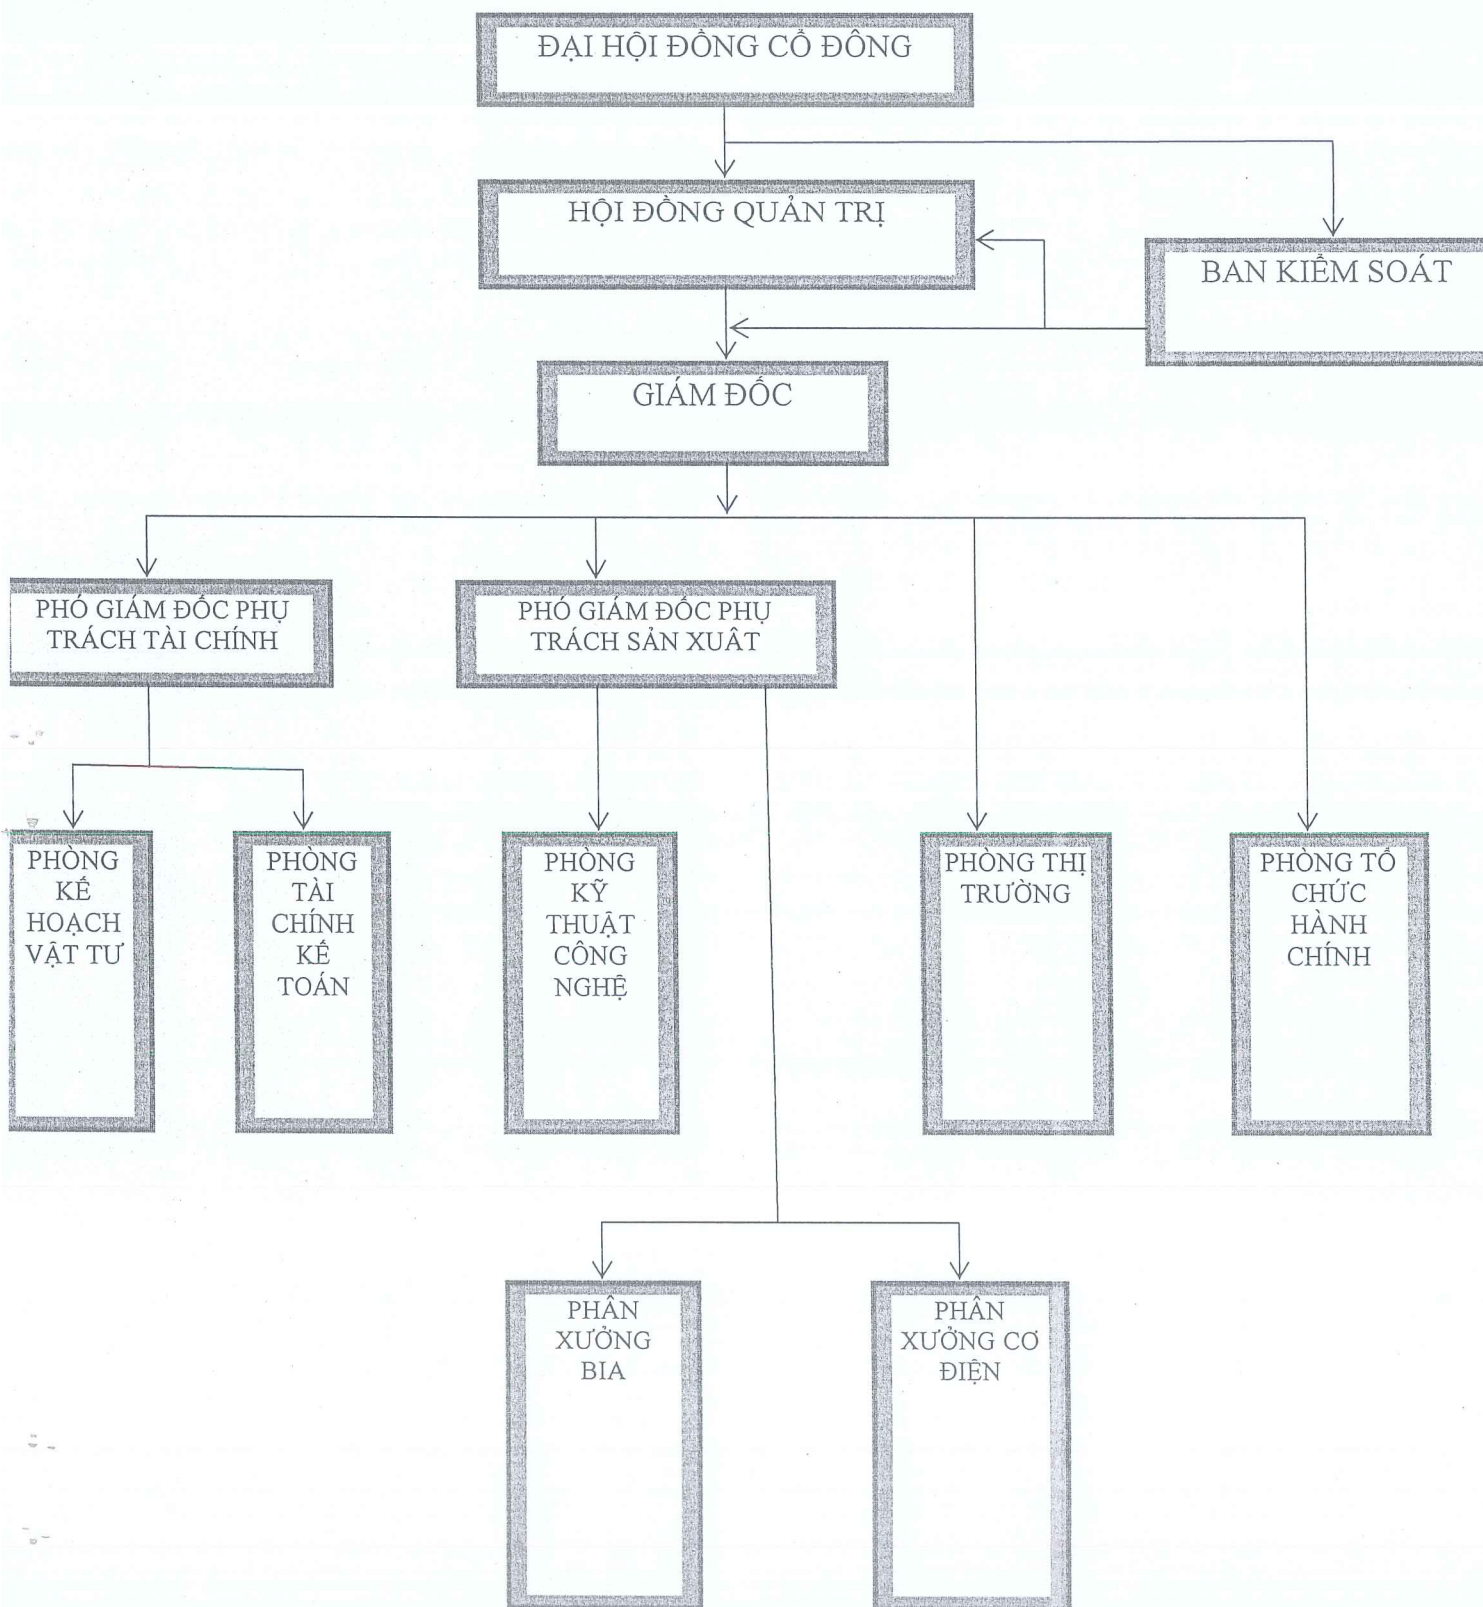 ĐẠI HỘI ĐỒNG CỔ ĐÔNG
HỘI ĐỒNG QUẢN TRỊ
BAN KIỂM SOÁT
GIÁM ĐỐC
PHÓ GIÁM ĐỐC PHỤ
TRÁCH TÀI CHÍNH
PHÓ GIÁM ĐỐC PHỤ
TRÁCH SẢN XUÂT
PHÒNG
KẾ
HOẠCH
VẬT TƯ
PHÒNG
TÀI
CHÍNH
KẾ
TOÁN
PHÒNG
KỸ
THUẬT
CÔNG
NGHỆ
PHÒNG THỊ
TRƯỜNG
PHÒNG TỔ
CHỨC
HÀNH
CHÍNH
PHÂN
XƯỞNG
BIA
PHÂN
XƯỞNG CƠ
ĐIỆN